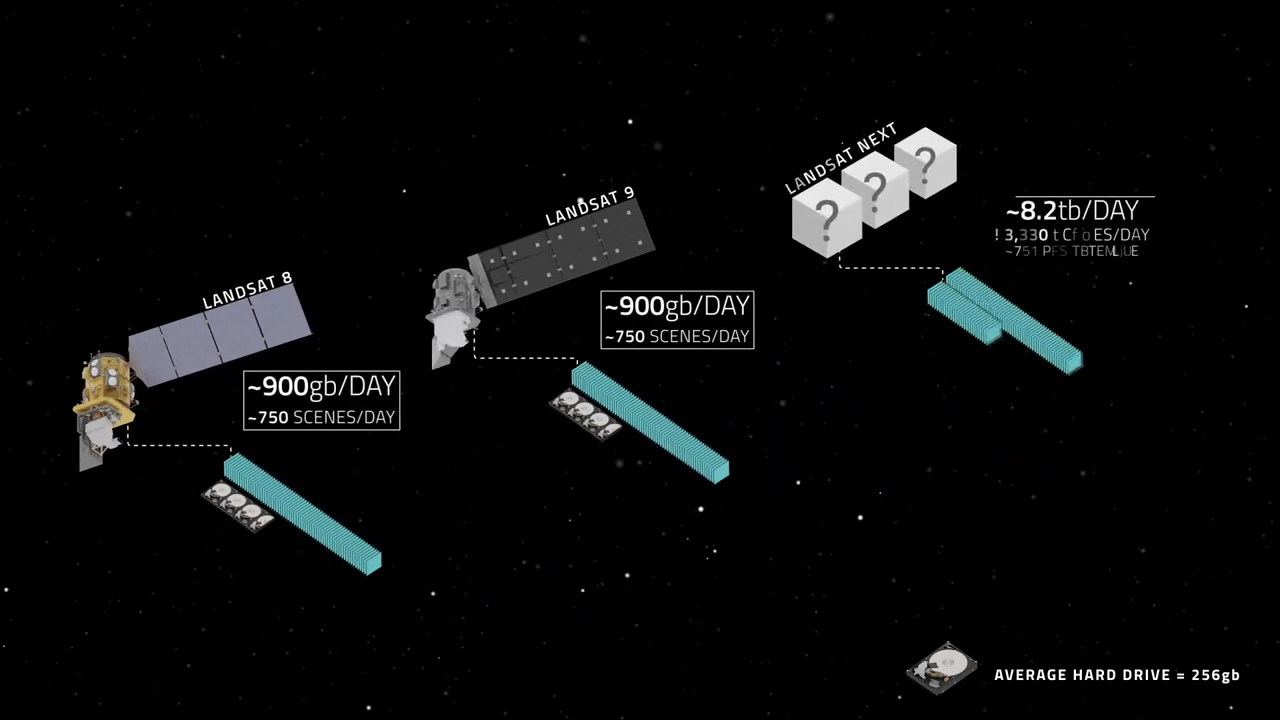 LANDSAT 8
~900gb/DAY
~750 SCENES/DAY
LANDSAT 9
~900gb/DAY
~750 SCENES/DAY
LANDSAT NEXT
?
?
?
~8.2tb/DAY
AVERAGE HARD DRIVE = 256gb